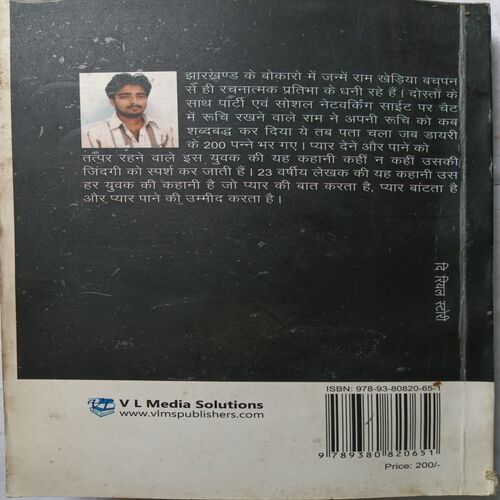 झारखण्ड के बोकारो में जन्में राम खेड़िया बचपन
सें ही रचनात्मक प्रतिभा के धनी रहे हैं। दोस्तों के
साथ पार्टी एवं सोशल नेटवर्किंग साईट पर चैट
में रूचि रखने वाले राम ने अपनी रूचि को कब
शब्दबद्ध कर दिया ये तब पता चला जब डायरी
के 200 पन्ने भर गए। प्यार देने और पाने को
तत्पर रहने वाले इस युवक की यह कहानी कहीं न कहीं उसकी
जिंदगी को स्पर्श कर जाती हैं। 23 वर्षीय लेखक की यह कहानी उस
हर युवक की कहानी है जो प्यार की बात करता है, प्यार बांटता है
और प्यार पाने की उम्मीद करता है।
दि रियल स्टोरी
ISBN: 978-93-80820-65-1
V L Media Solutions
www.vlmspublishers.com
9 789380 820651
Price: 200/-